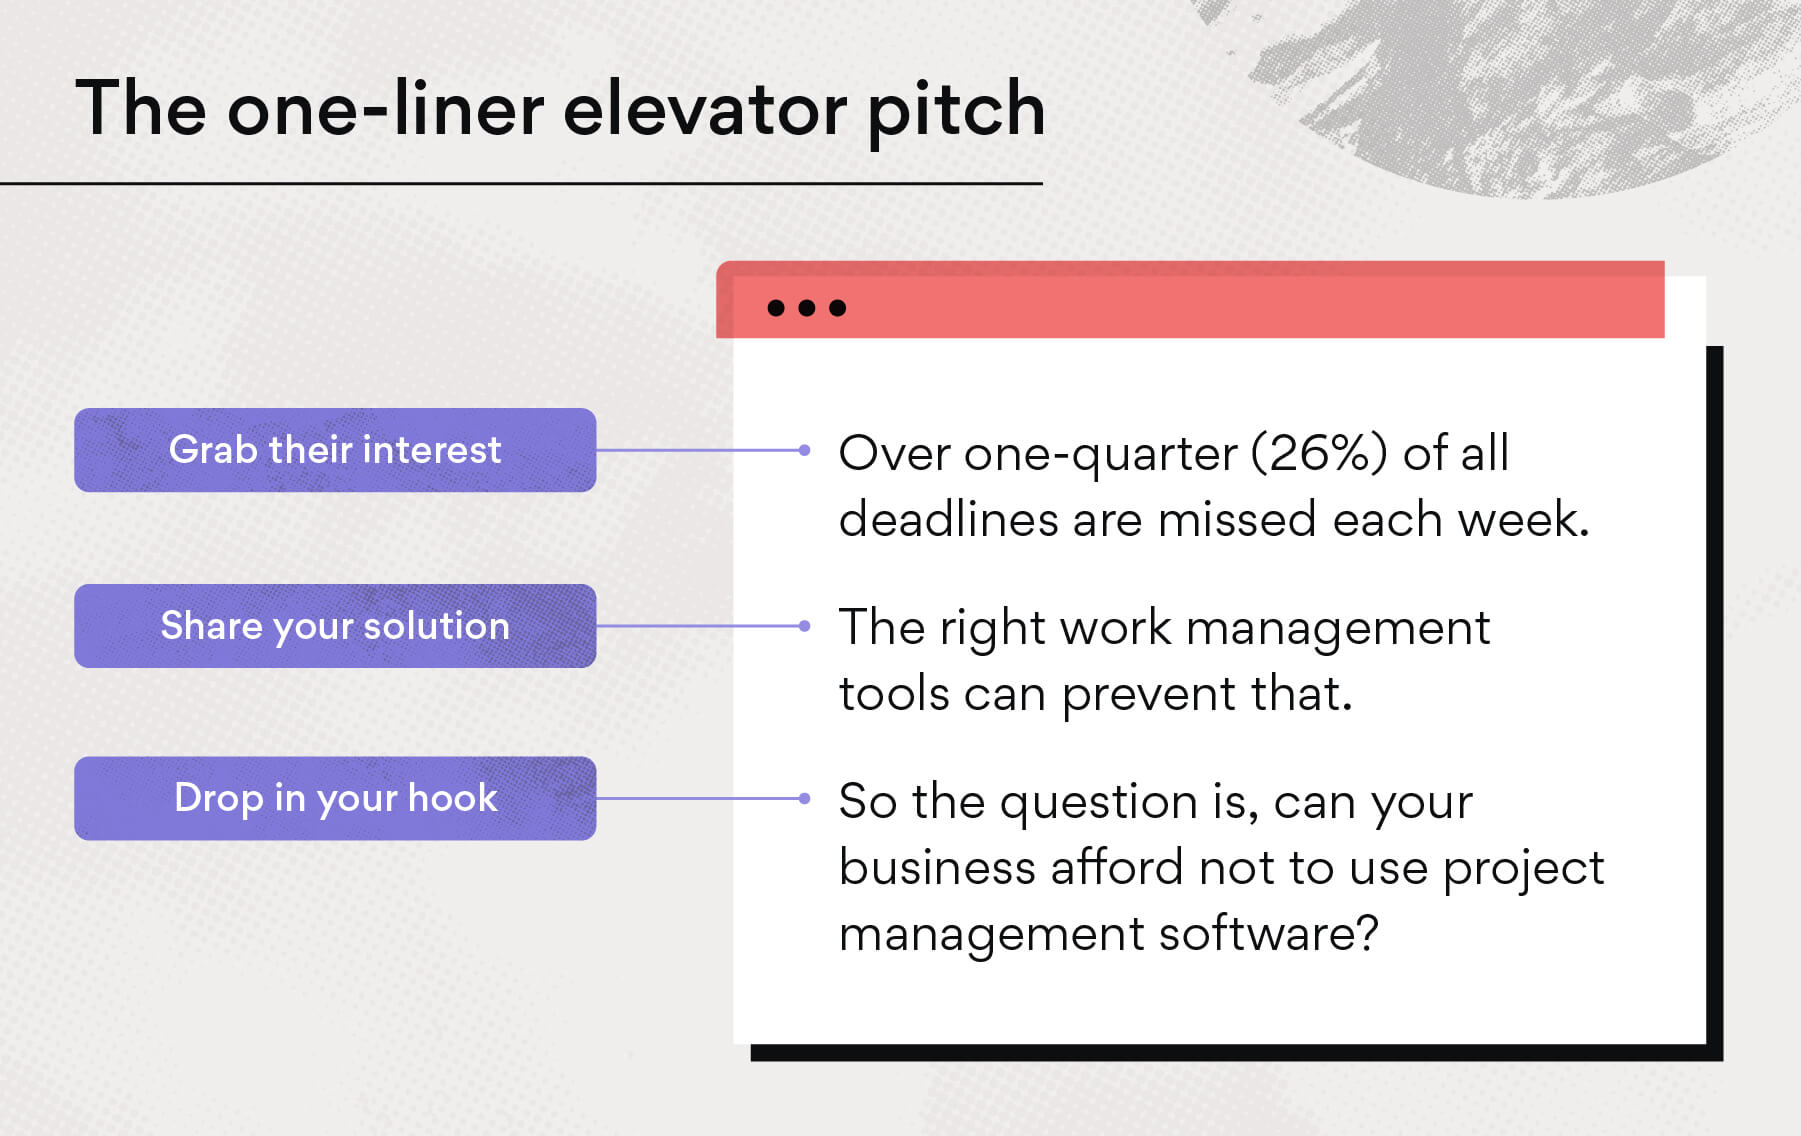 The one-liner elevator pitch
Grab their interest
Over one-quarter (26%) of all
deadlines are missed each week.
Share your solution
The right work management
tools can prevent that.
Drop in your hook
So the question is, can your
business afford not to use project
management software?